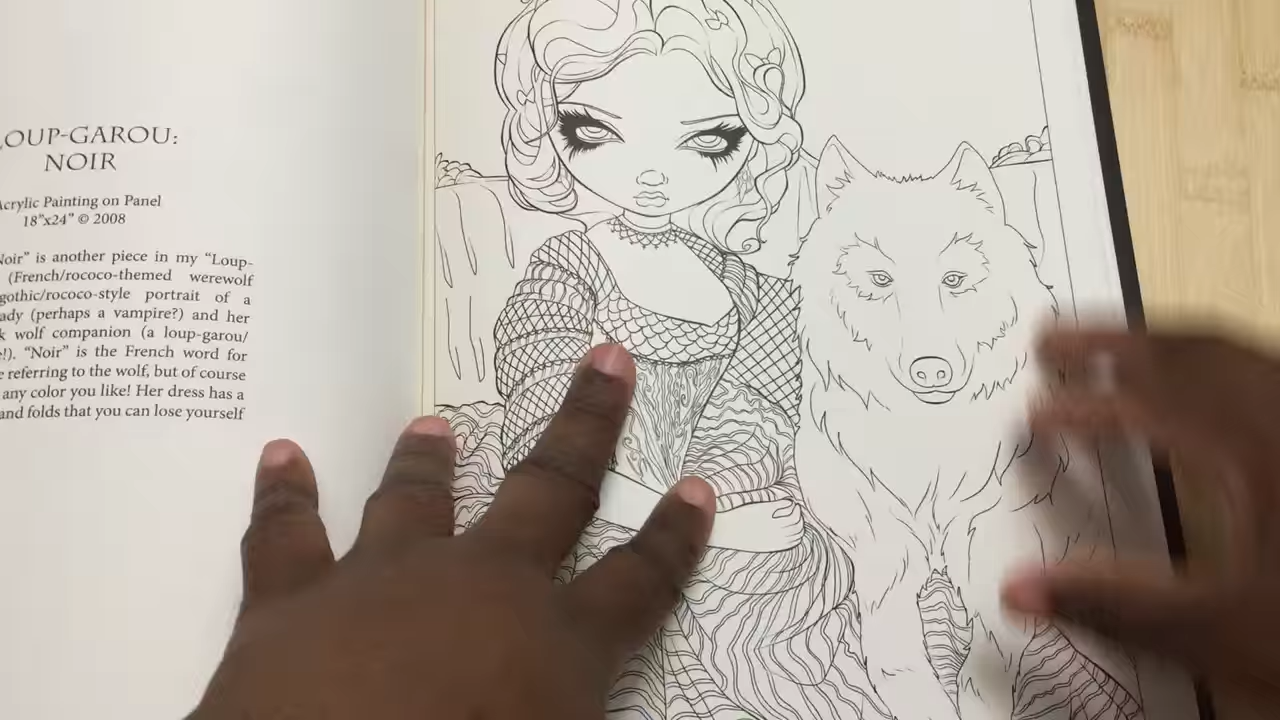 OUP-GAROU:
NOIR
Acrylic Painting on Panel
18"x24" © 2008
Noir" is another piece in my "Loup-
(French/rococo-themed werewolf
gothic/rococo-style portrait of a
ady (perhaps a vampire?) and her
k wolf companion (a loup-garou/
!). "Noir" is the French word for
e referring to the wolf, but of course
any color you like! Her dress has a
and folds that you can lose yourself